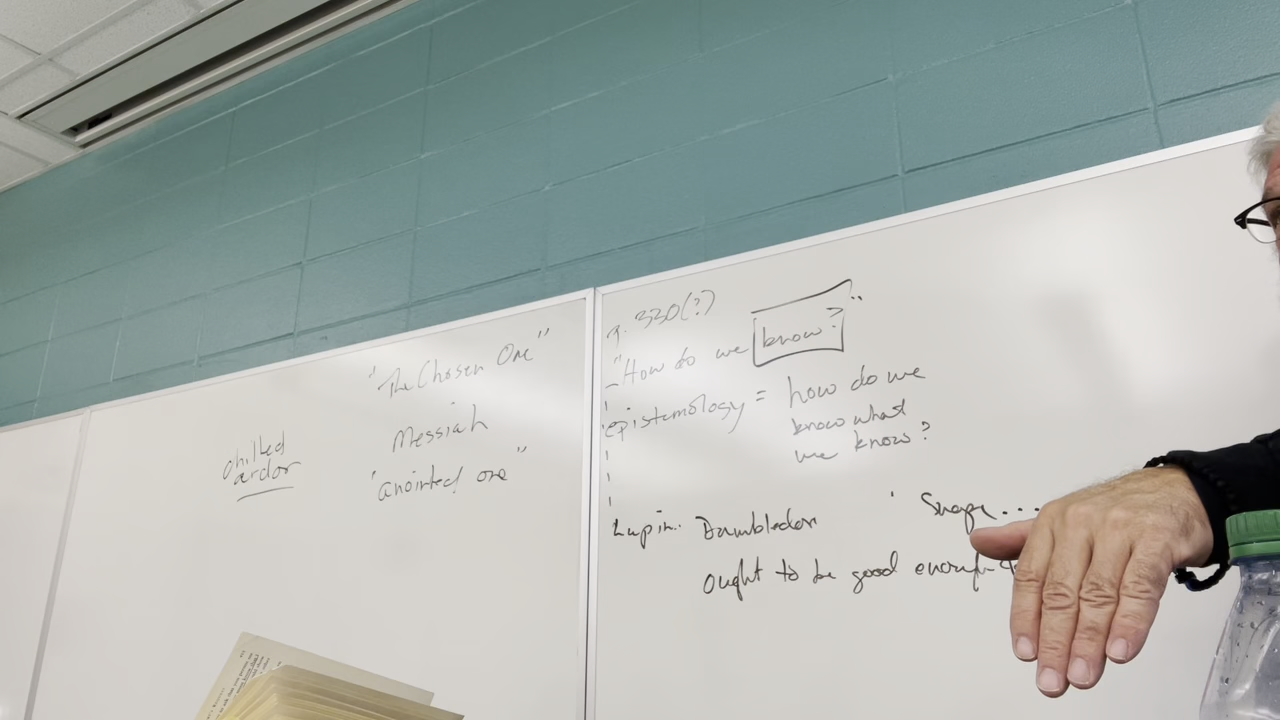 chilled
ardor
"The Chosen One"
Messiah
"anointed one"
p. 330(?)
"How do we know?"
epistemology = how do we
know what
we know?
Lupin.. Dumbledore Snape....
ought to be good enough